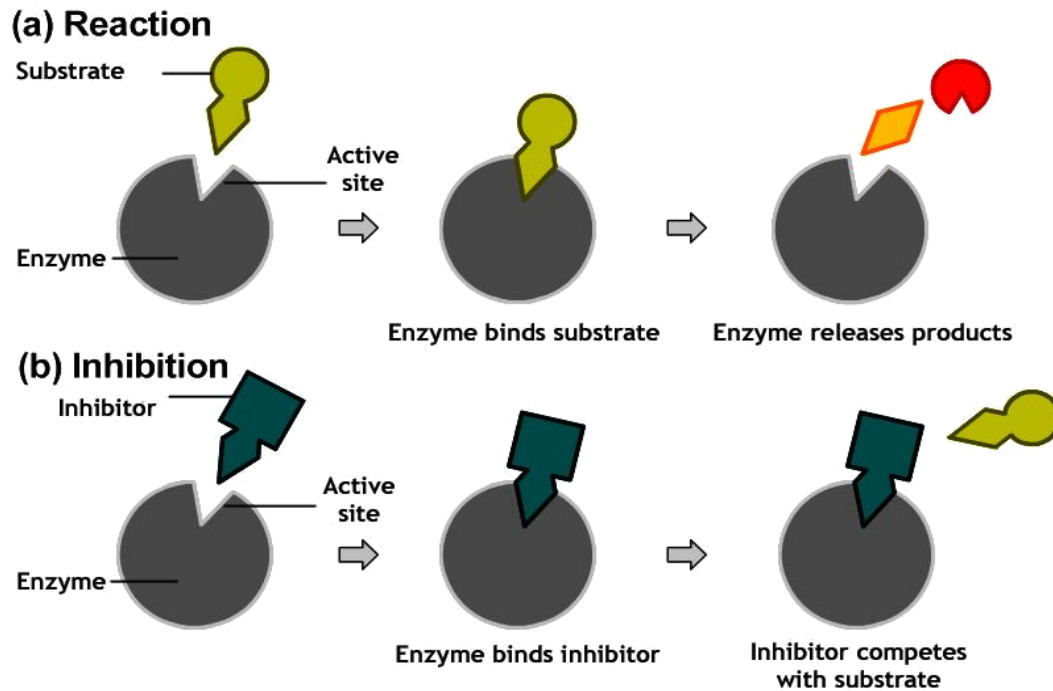 (a) Reaction
Substrate
Active
site
Enzyme
Enzyme binds substrate
Enzyme releases products
(b) Inhibition
Inhibitor
Active
site
Enzyme
Enzyme binds inhibitor
Inhibitor competes
with substrate